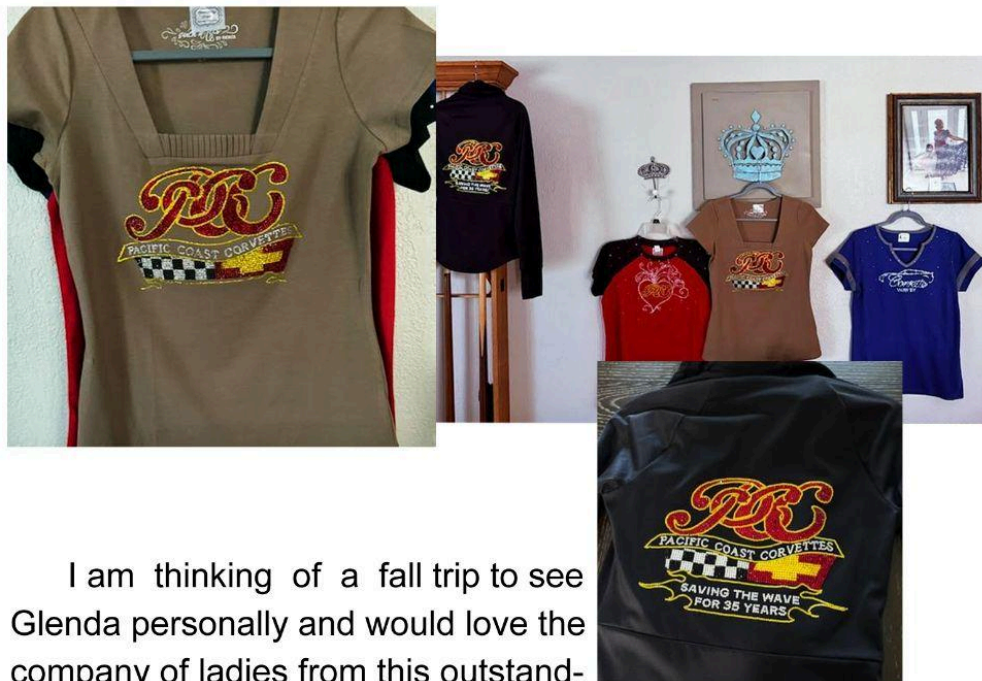 PCC
PACIFIC COAST CORVETTES
PCC
PACIFIC COAST CORVETTES
SAVING THE WAVE
FOR 35 YEARS
I am thinking of a fall trip to see
Glenda personally and would love the
company of ladies from this outstand-